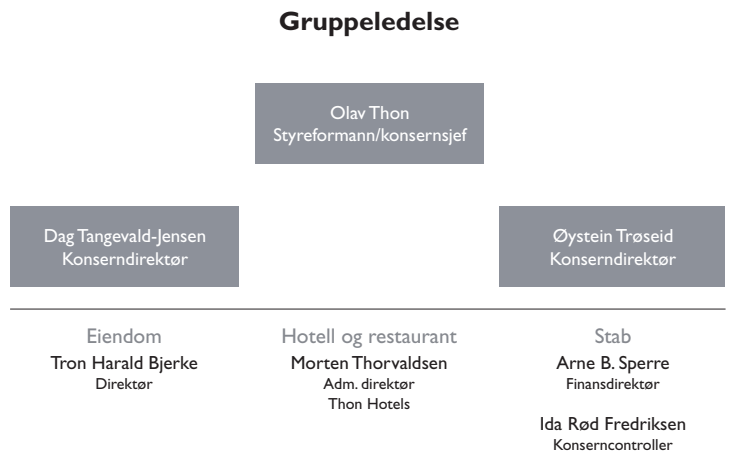 Gruppeledelse
Olav Thon
Styreformann/konsernsjef
Dag Tangevald-Jensen
Konserndirektør
Øystein Trøseid
Konserndirektør
Eiendom
Tron Harald Bjerke
Direktør
Hotell og restaurant
Morten Thorvaldsen
Adm. direktør
Thon Hotels
Stab
Arne B. Sperre
Finansdirektør
Ida Rød Fredriksen
Konserncontroller